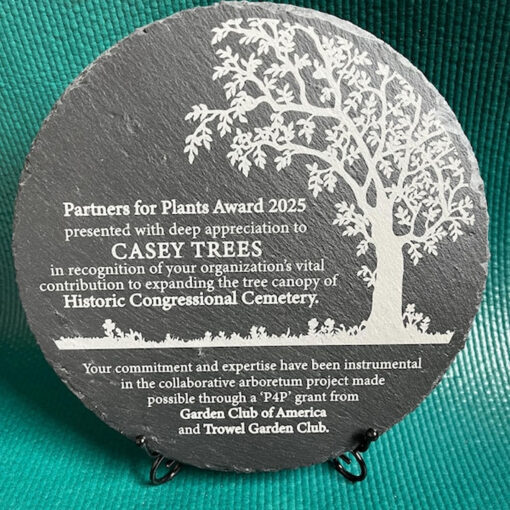 Partners for Plants Award 2025
presented with deep appreciation to
CASEY TREES
in recognition of your organization's vital
contribution to expanding the tree canopy of
Historic Congressional Cemetery.
Your commitment and expertise have been instrumental
in the collaborative arboretum project made
possible through a 'P4P' grant from
Garden Club of America
and Trowel Garden Club.